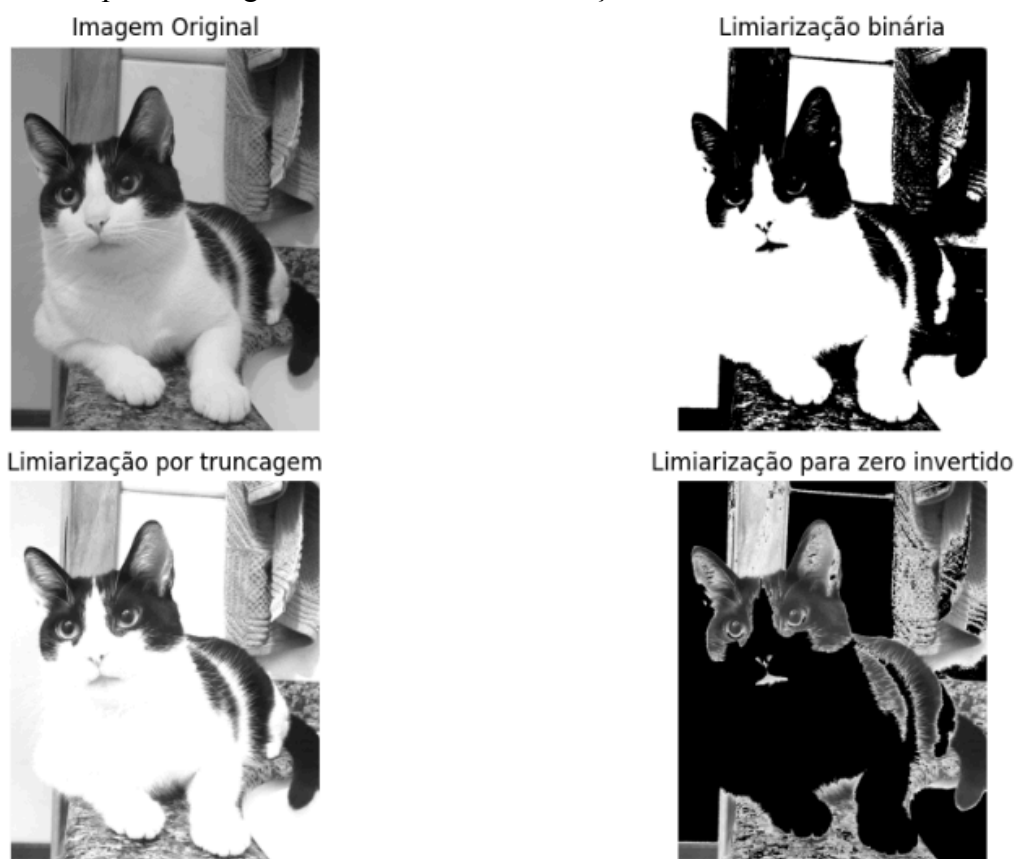 Imagem Original
Limiarização binária
Limiarização por truncagem
Limiarização para zero invertido